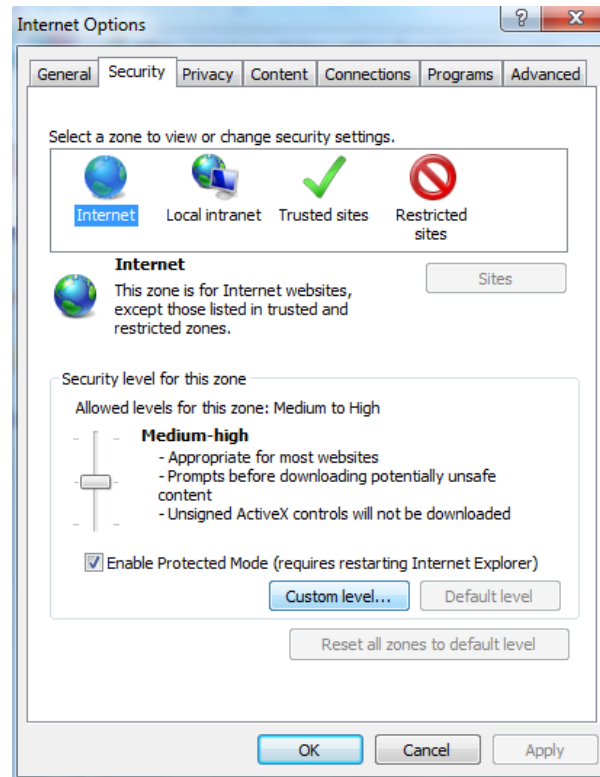 Internet Options
?
General Security Privacy Content Connections Programs Advanced
Select a zone to view or change security settings.
Internet Local intranet Trusted sites Restricted
sites
Internet
Sites
This zone is for Internet websites,
except those listed in trusted and
restricted zones.
Security level for this zone
Allowed levels for this zone: Medium to High
Medium-high
- Appropriate for most websites
- Prompts before downloading potentially unsafe
content
- Unsigned ActiveX controls will not be downloaded
Enable Protected Mode (requires restarting Internet Explorer)
Custom level... Default level
Reset all zones to default level
OK Cancel Apply